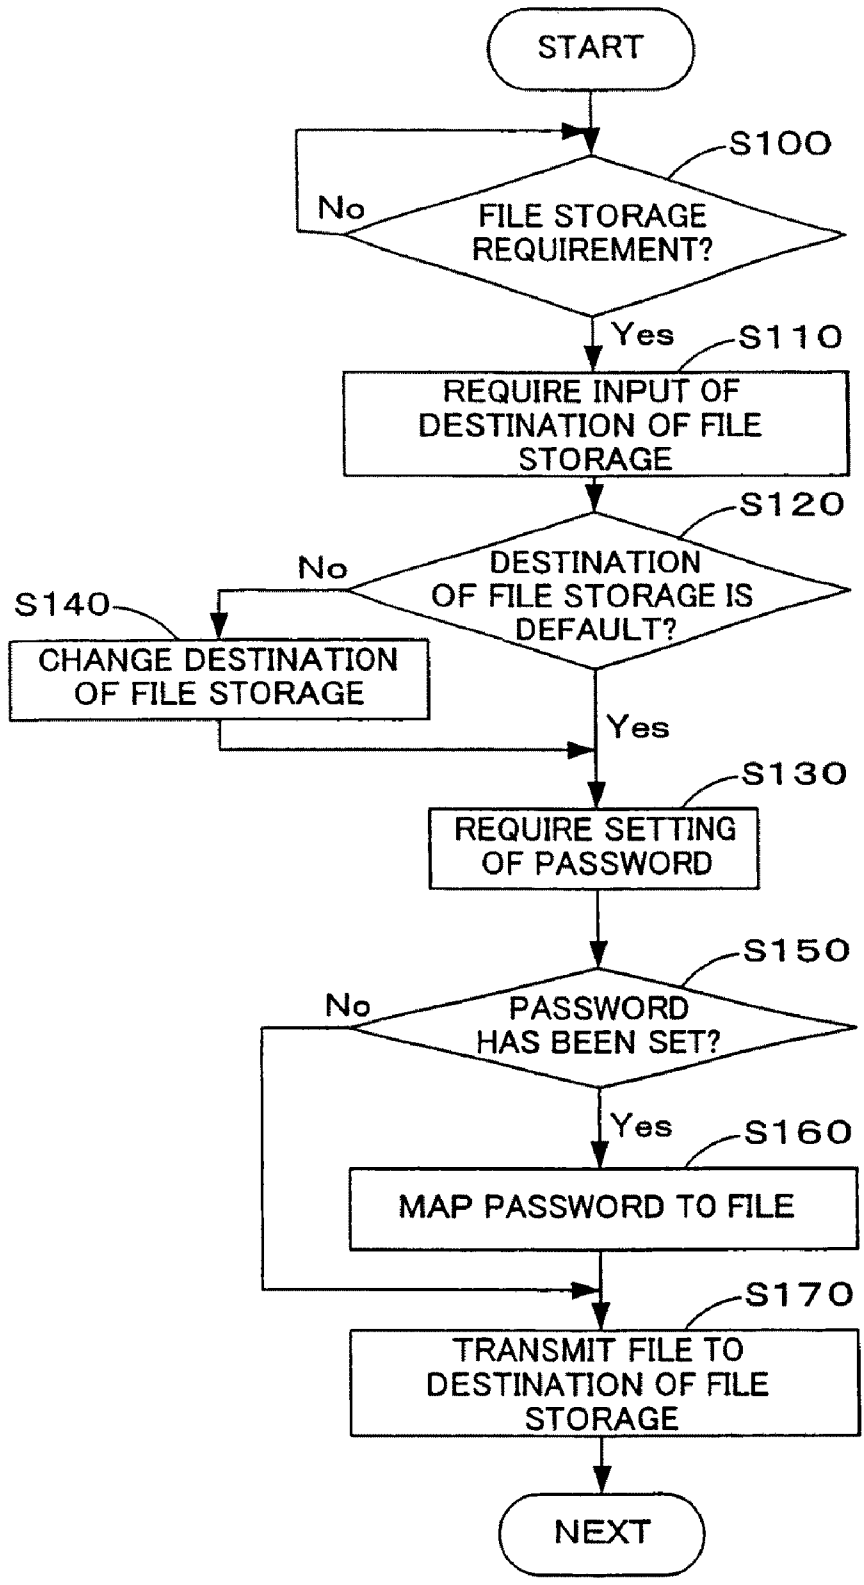 START
S100
No
FILE STORAGE
REQUIREMENT?
Yes
S110
REQUIRE INPUT OF
DESTINATION OF FILE
STORAGE
S120
No
DESTINATION
OF FILE STORAGE IS
DEFAULT?
S140
CHANGE DESTINATION
OF FILE STORAGE
Yes
S130
REQUIRE SETTING
OF PASSWORD
S150
No
PASSWORD
HAS BEEN SET?
Yes
S160
MAP PASSWORD TO FILE
S170
TRANSMIT FILE TO
DESTINATION OF FILE
STORAGE
NEXT